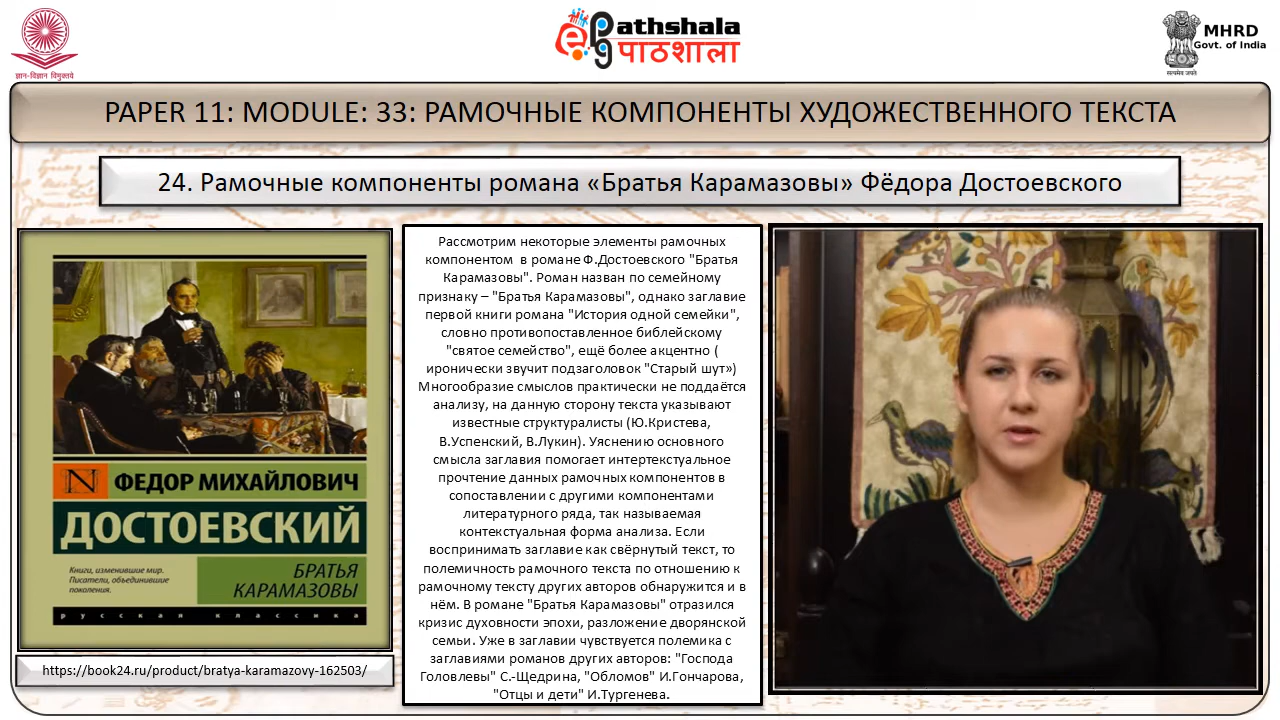 ज्ञान-विज्ञान विमुक्तये
ePg Pathshala
पाठशाला
MHRD
Govt. of India
सत्यमेव जयते
PAPER 11: MODULE: 33: РАМОЧНЫЕ КОМПОНЕНТЫ ХУДОЖЕСТВЕННОГО ТЕКСТА
24. Рамочные компоненты романа «Братья Карамазовы» Фёдора Достоевского
N ФЕДОР МИХАЙЛОВИЧ
ДОСТОЕВСКИЙ
Книги, изменившие мир.
Писатели, объединившие
поколения.
БРАТЬЯ
КАРАМАЗОВЫ
русская классика
https://book24.ru/product/bratya-karamazovy-162503/
Рассмотрим некоторые элементы рамочных
компонентом в романе Ф.Достоевского "Братья
Карамазовы". Роман назван по семейному
признаку – "Братья Карамазовы", однако заглавие
первой книги романа "История одной семейки",
словно противопоставленное библейскому
"святое семейство", ещё более акцентно (
иронически звучит подзаголовок "Старый шут»)
Многообразие смыслов практически не поддаётся
анализу, на данную сторону текста указывают
известные структуралисты (Ю.Кристева,
В.Успенский, В.Лукин). Уяснению основного
смысла заглавия помогает интертекстуальное
прочтение данных рамочных компонентов в
сопоставлении с другими компонентами
литературного ряда, так называемая
контекстуальная форма анализа. Если
воспринимать заглавие как свёрнутый текст, то
полемичность рамочного текста по отношению к
рамочному тексту других авторов обнаружится и в
нём. В романе "Братья Карамазовы" отразился
кризис духовности эпохи, разложение дворянской
семьи. Уже в заглавии чувствуется полемика с
заглавиями романов других авторов: "Господа
Головлевы" С.-Щедрина, "Обломов" И.Гончарова,
"Отцы и дети" И.Тургенева.